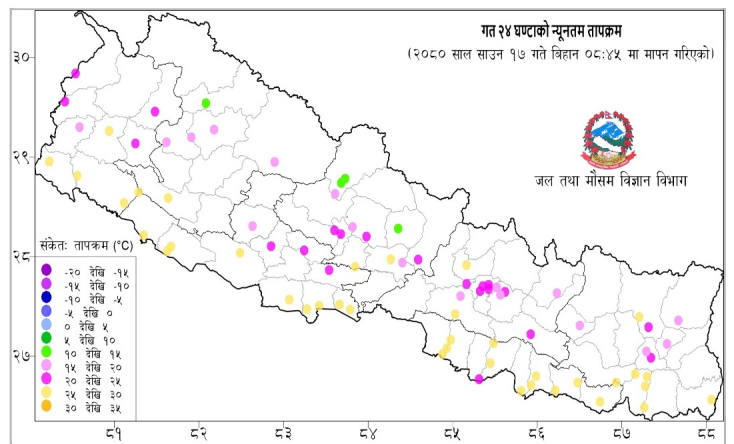 गत २४ घण्टाको न्यूनतम तापक्रम
(२०८० साल साउन १७ गते बिहान ०८:४५ मा मापन गरिएको)
जल तथा मौसम विज्ञान विभाग
३०
२९
२८
२७
संकेतः तापक्रम (°C)
-२० देखि -१५
-१५ देखि -१०
-१० देखि -५
-५ देखि ०
० देखि ५
५ देखि १०
१० देखि १५
१५ देखि २०
२० देखि २५
२५ देखि ३०
३० देखि ३५
८१ ८२ ८३ ८४ ८५ ८६ ८७ ८८